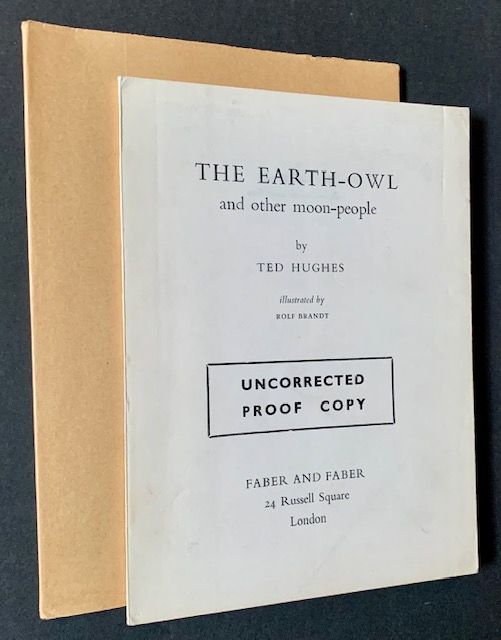 THE EARTH-OWL
and other moon-people
by
TED HUGHES
illustrated by
ROLF BRANDT
UNCORRECTED
PROOF COPY
FABER AND FABER
24 Russell Square
London